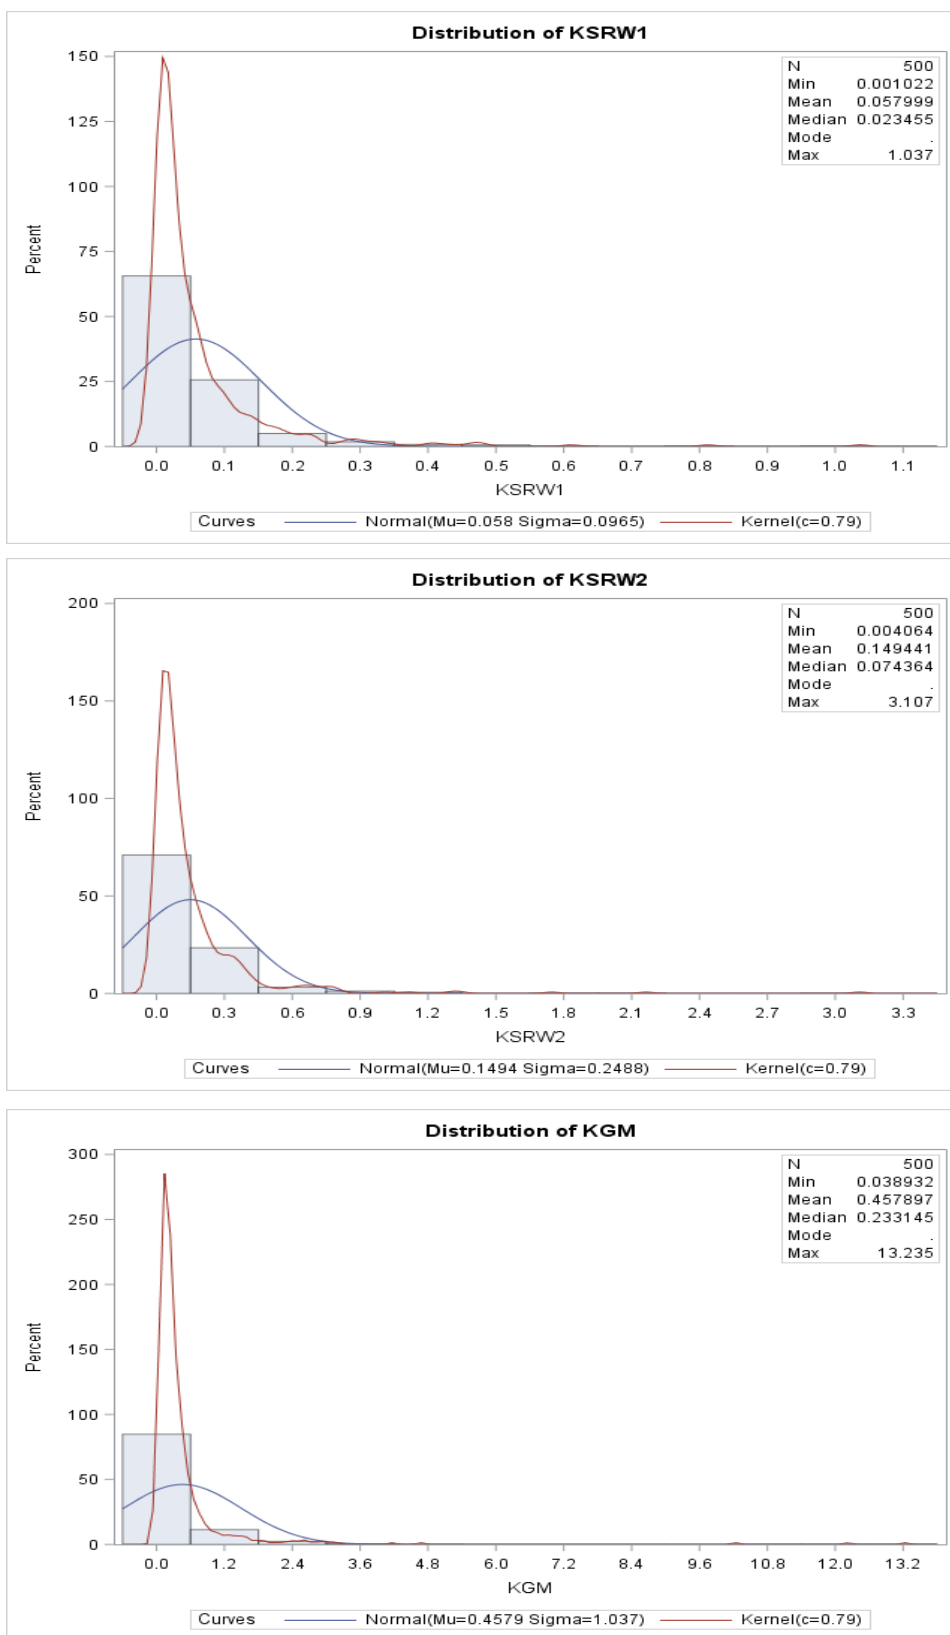 Distribution of KSRW1
150
125
100
75
50
25
0
Percent
N 500
Min 0.001022
Mean 0.057999
Median 0.023455
Mode .
Max 1.037
0.0 0.1 0.2 0.3 0.4 0.5 0.6 0.7 0.8 0.9 1.0 1.1
KSRW1
Curves Normal(Mu=0.058 Sigma=0.0965) Kernel(c=0.79)
Distribution of KSRW2
200
150
100
50
0
Percent
N 500
Min 0.004064
Mean 0.149441
Median 0.074364
Mode .
Max 3.107
0.0 0.3 0.6 0.9 1.2 1.5 1.8 2.1 2.4 2.7 3.0 3.3
KSRW2
Curves Normal(Mu=0.1494 Sigma=0.2488) Kernel(c=0.79)
Distribution of KGM
300
250
200
150
100
50
0
Percent
N 500
Min 0.038932
Mean 0.457897
Median 0.233145
Mode .
Max 13.235
0.0 1.2 2.4 3.6 4.8 6.0 7.2 8.4 9.6 10.8 12.0 13.2
KGM
Curves Normal(Mu=0.4579 Sigma=1.037) Kernel(c=0.79)